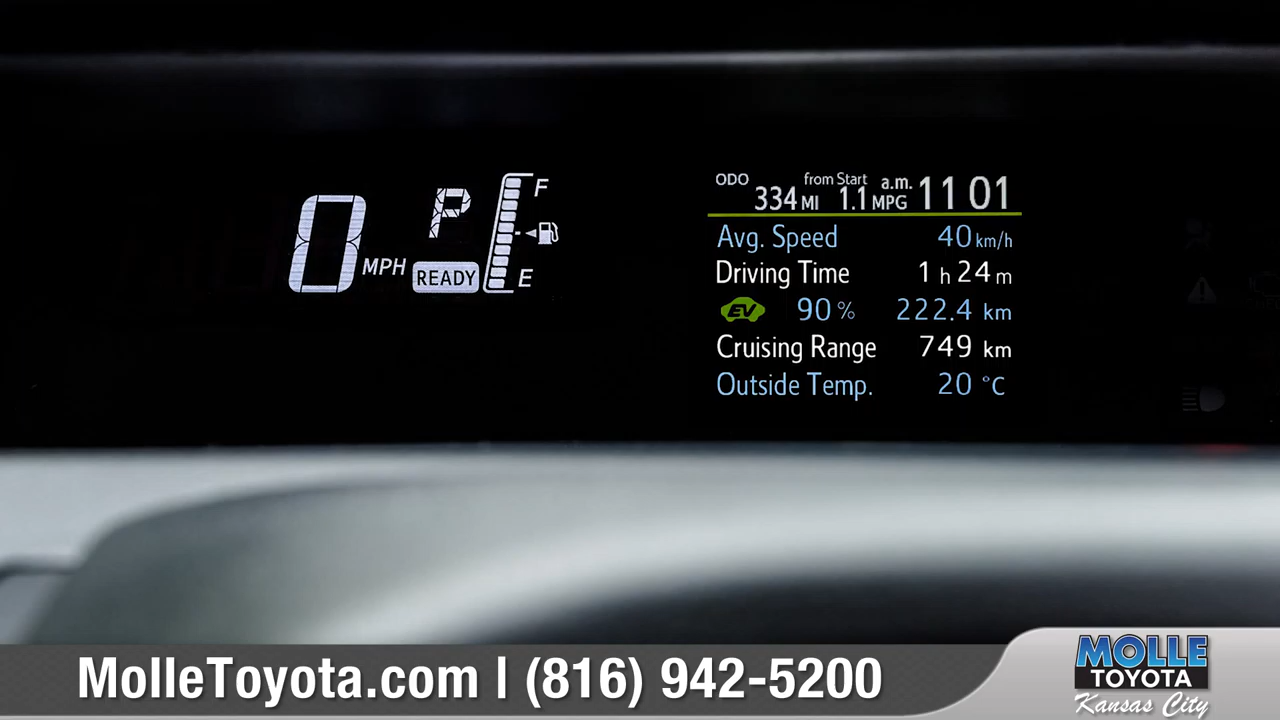 0 MPH
P
READY
F
E
ODO 334 MI
from Start 1.1 MPG
a.m. 11 01
Avg. Speed 40 km/h
Driving Time 1 h 24 m
EV 90 % 222.4 km
Cruising Range 749 km
Outside Temp. 20 °C
MolleToyota.com | (816) 942-5200
MOLLE
TOYOTA
Kansas City